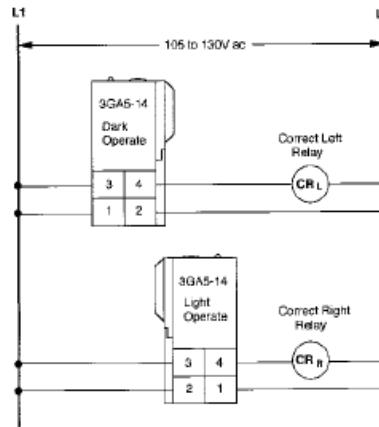 L1
L
105 to 130V ac
3GA5-14
Dark
Operate
Correct Left
Relay
3 4
CR L
1 2
3GA5-14
Light
Operate
Correct Right
Relay
3 4
CR R
2 1